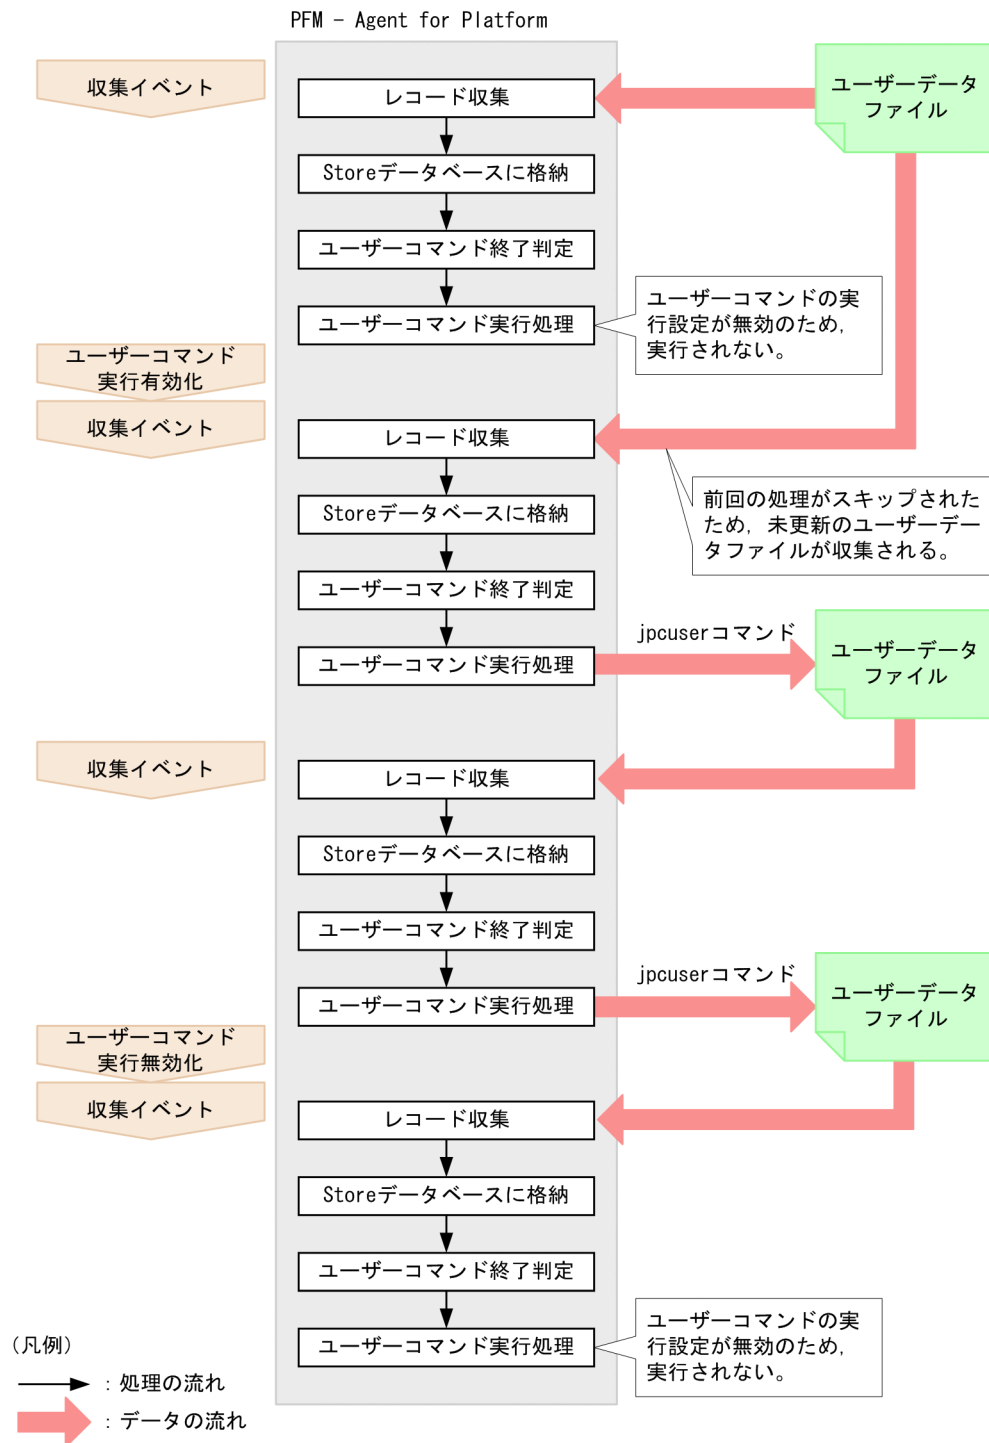 PFM - Agent for Platform
収集イベント
レコード収集
ユーザーデータ
ファイル
Storeデータベースに格納
ユーザーコマンド終了判定
ユーザーコマンド実行処理
ユーザーコマンドの実
行設定が無効のため,
実行されない。
ユーザーコマンド
実行有効化
収集イベント
レコード収集
前回の処理がスキップされた
ため, 未更新のユーザーデー
タファイルが収集される。
Storeデータベースに格納
ユーザーコマンド終了判定
jpcuserコマンド
ユーザーコマンド実行処理
ユーザーデータ
ファイル
収集イベント
レコード収集
Storeデータベースに格納
ユーザーコマンド終了判定
jpcuserコマンド
ユーザーコマンド実行処理
ユーザーデータ
ファイル
ユーザーコマンド
実行無効化
収集イベント
レコード収集
Storeデータベースに格納
ユーザーコマンド終了判定
ユーザーコマンド実行処理
ユーザーコマンドの実
行設定が無効のため,
実行されない。
(凡例)
: 処理の流れ
: データの流れ